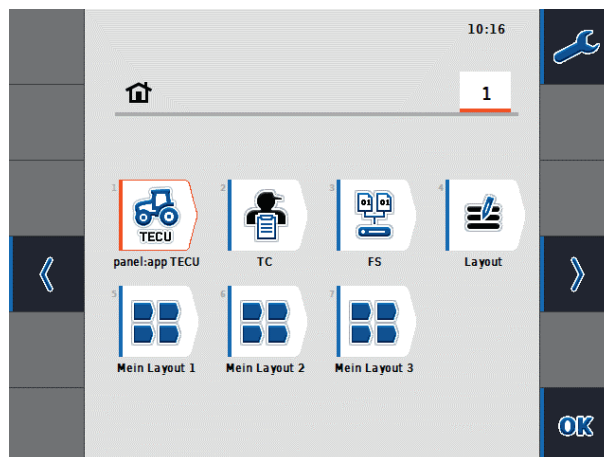 10:16
1
1
TECU
panel:app TECU
2
TC
3
01 01
FS
4
Layout
5
Mein Layout 1
6
Mein Layout 2
7
Mein Layout 3
OK